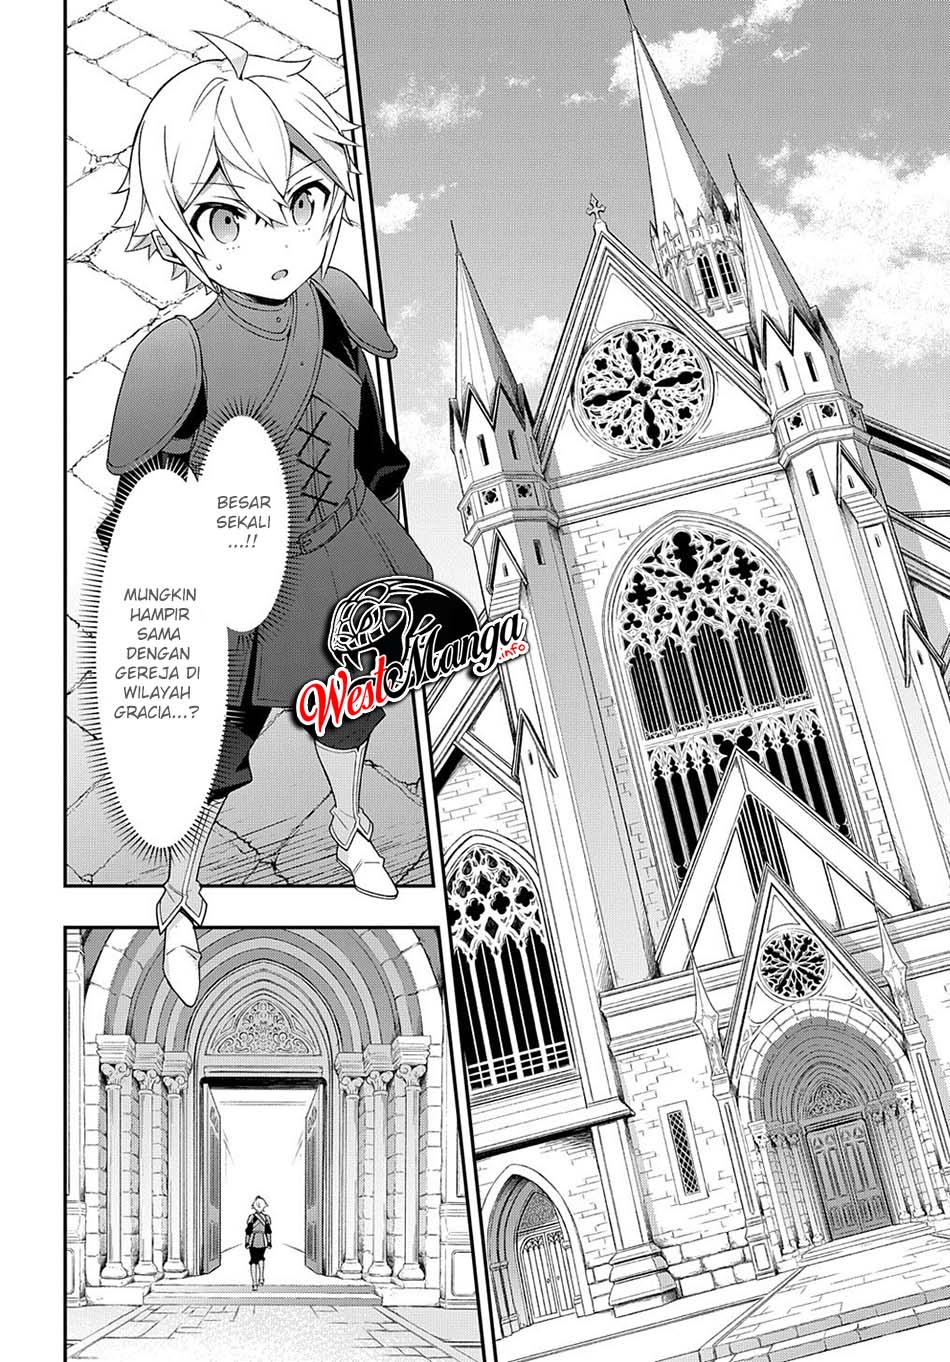 BESAR
SEKALI
...!!
MUNGKIN
HAMPIR
SAMA
DENGAN
GEREJA DI
WILAYAH
GRACIA...?
WestManga
.info